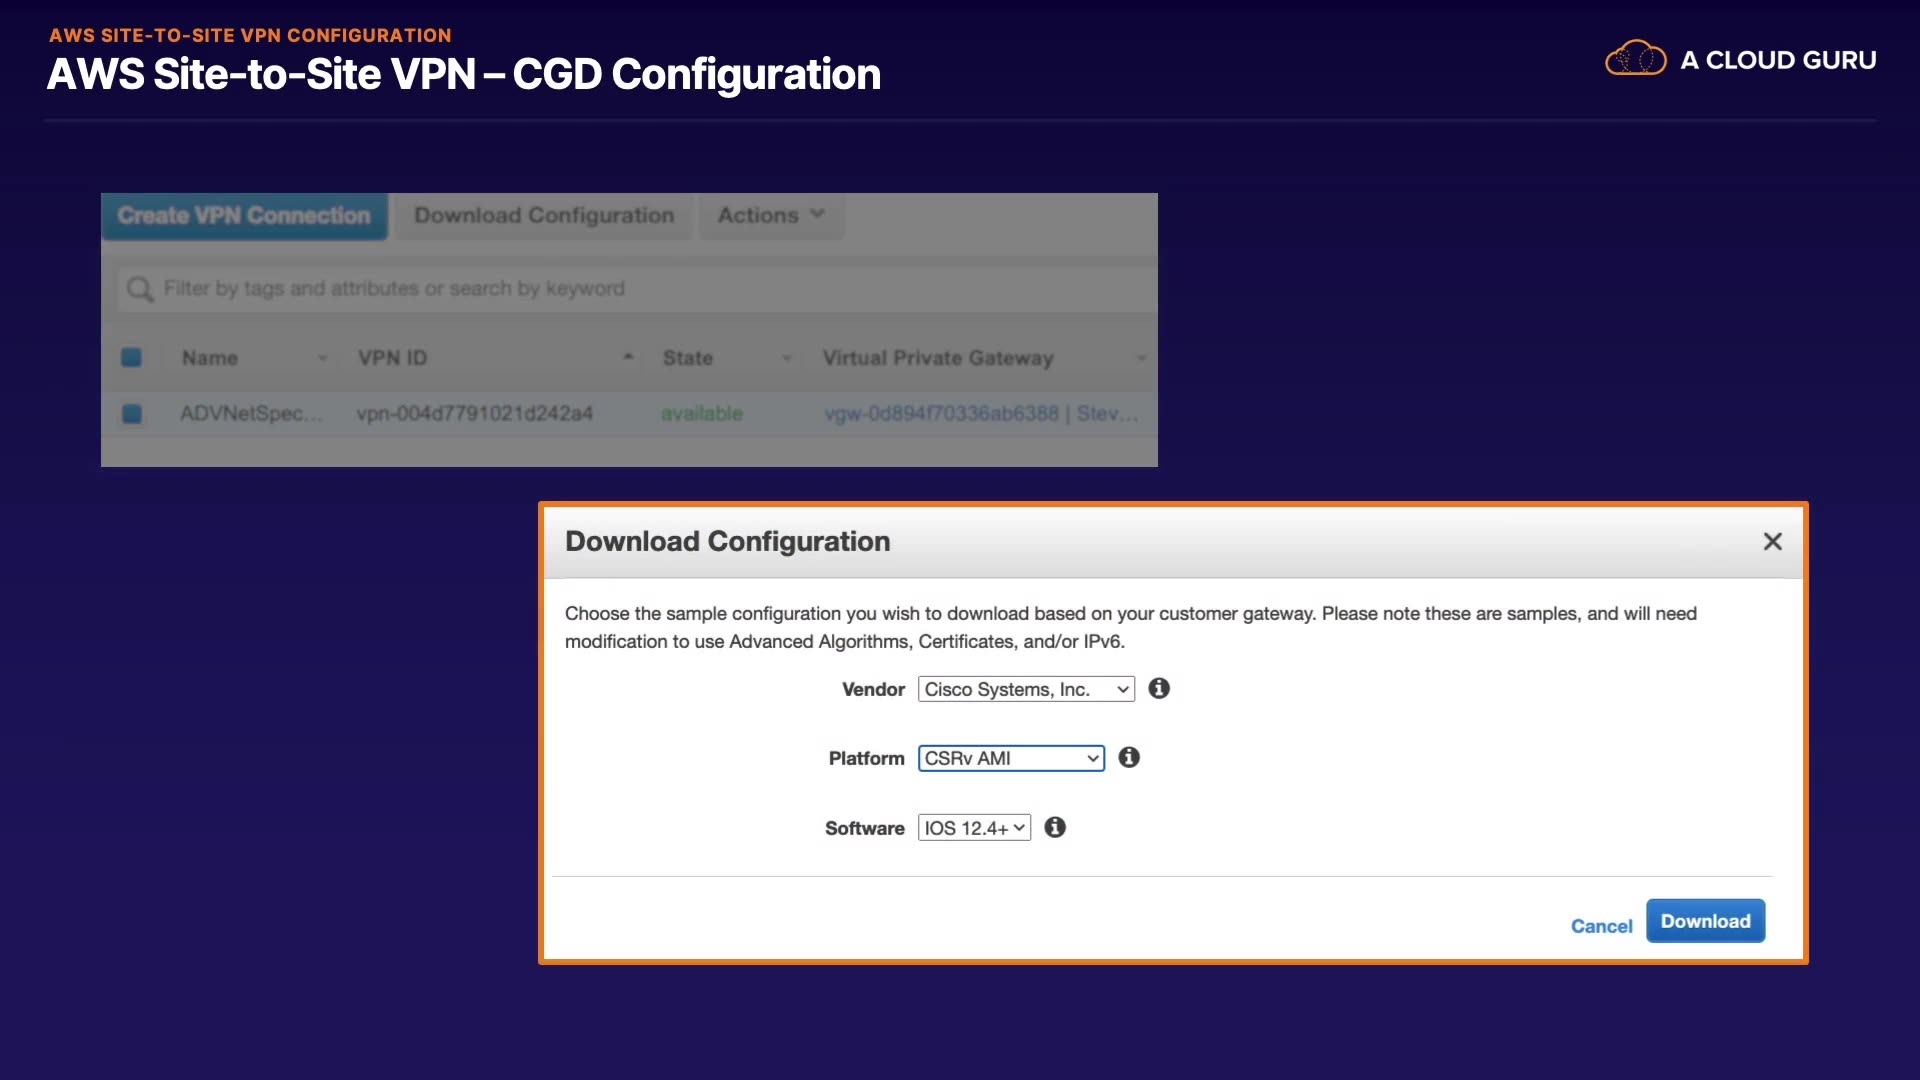 AWS SITE-TO-SITE VPN CONFIGURATION
AWS Site-to-Site VPN – CGD Configuration
A CLOUD GURU
Create VPN Connection Download Configuration Actions
Filter by tags and attributes or search by keyword
Name VPN ID State Virtual Private Gateway
ADVNetSpec... vpn-004d7791021d242a4 available vgw-0d894f70336ab6388 | Stev...
Download Configuration
Choose the sample configuration you wish to download based on your customer gateway. Please note these are samples, and will need
modification to use Advanced Algorithms, Certificates, and/or IPv6.
Vendor Cisco Systems, Inc.
Platform CSRv AMI
Software IOS 12.4+
Cancel Download